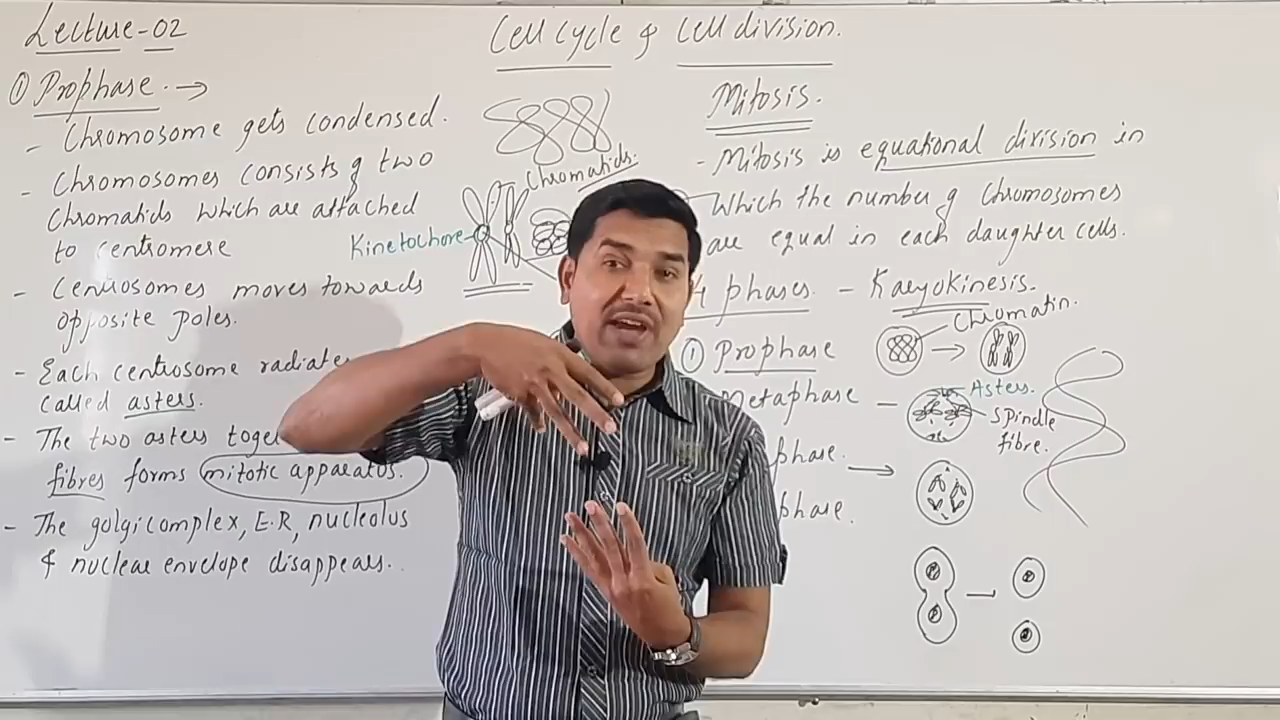 Lecture-02
Cell cycle & Cell division.
① Prophase. →
- Chromosome gets condensed.
- Chromosomes consists of two
Chromatids which are attached
to centromere
- Centrosomes moves towards
opposite poles.
- Each centrosome radiates
called asters.
- The two asters
fibres forms mitotic apparatus.
- The golgicomplex, E.R, nucleolus
& nuclear envelope disappears.
Chromatids.
Kinetochore
Mitosis.
- Mitosis is equational division in
Which the number of Chromosomes
are equal in each daughter cells.
4 phases. - Karyokinesis.
① Prophase
Chromatin.
Metaphase -
Asters.
Spindle
fibre.
phase. →
phase.